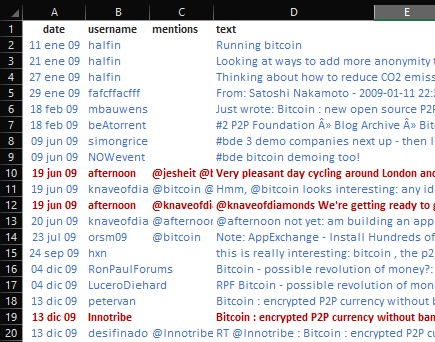 A B C D E
1 date username mentions text
2 11 ene 09 halfin Running bitcoin
3 21 ene 09 halfin Looking at ways to add more anonymity t
4 27 ene 09 halfin Thinking about how to reduce CO2 emiss
5 29 ene 09 fafcffacfff From: Satoshi Nakamoto - 2009-01-11 22:
6 18 feb 09 mbauwens Just wrote: Bitcoin : new open source P2P
7 18 feb 09 beAtorrent #2 P2P Foundation Â» Blog Archive Â» Bit
8 09 jun 09 simongrice #bde 3 demo companies next up - then I
9 09 jun 09 NOWevent #bde bitcoin demoing too!
10 19 jun 09 afternoon @jesheit @t Very pleasant day cycling around London an
11 19 jun 09 knaveofdia @bitcoin @ Hmm, @bitcoin looks interesting: any id
12 19 jun 09 afternoon @knaveofdi @knaveofdiamonds We're getting ready to g
13 20 jun 09 knaveofdia @afternoon @afternoon not yet: am building an app
14 23 jul 09 orsm09 @bitcoin Note: AppExchange - Install Hundreds of
15 24 sep 09 hxn this is really interesting: bitcoin , the p
16 04 dic 09 RonPaulForums Bitcoin - possible revolution of money?:
17 04 dic 09 LuceroDiehard RPF Bitcoin - possible revolution of mon
18 13 dic 09 petervan Bitcoin : encrypted P2P currency without b
19 13 dic 09 Innotribe Bitcoin : encrypted P2P currency without ban
20 13 dic 09 desifinado @Innotribe RT @Innotribe : Bitcoin : encrypted P2P cu